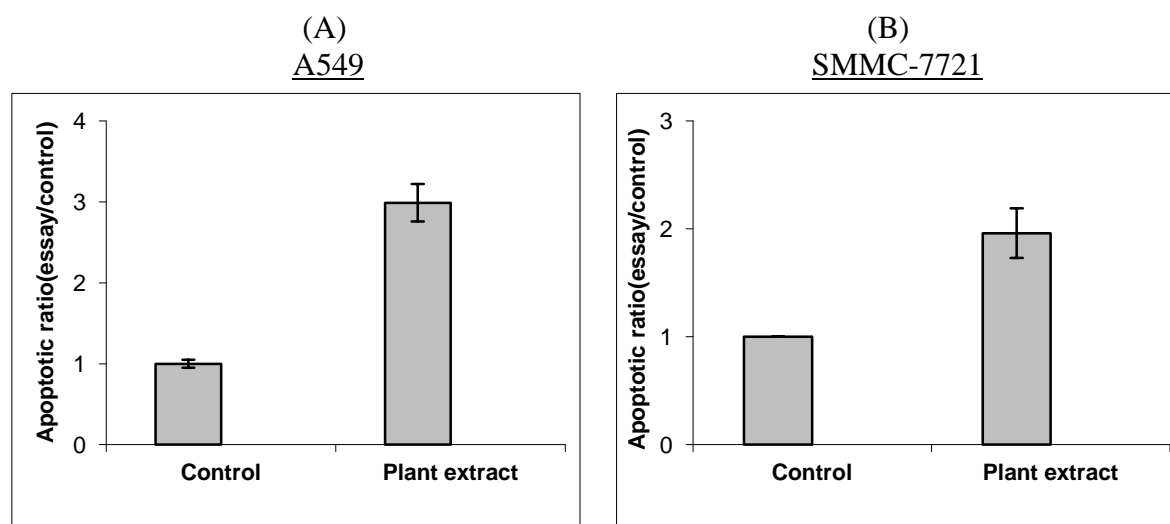 (A)
A549
Apoptotic ratio(essay/control)
4
3
2
1
0
Control Plant extract
(B)
SMMC-7721
Apoptotic ratio(essay/control)
3
2
1
0
Control Plant extract